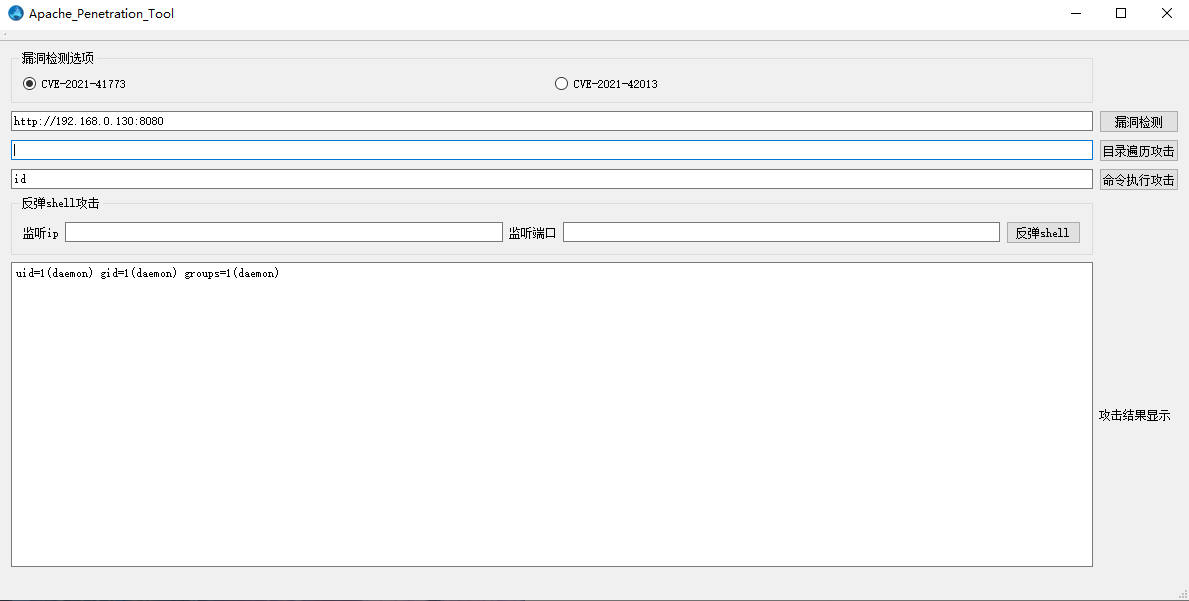 Apache_Penetration_Tool
漏洞检测选项
CVE-2021-41773 CVE-2021-42013
http://192.168.0.130:8080 漏洞检测
目录遍历攻击
id 命令执行攻击
反弹shell攻击
监听ip 监听端口 反弹shell
uid=1(daemon) gid=1(daemon) groups=1(daemon)
攻击结果显示